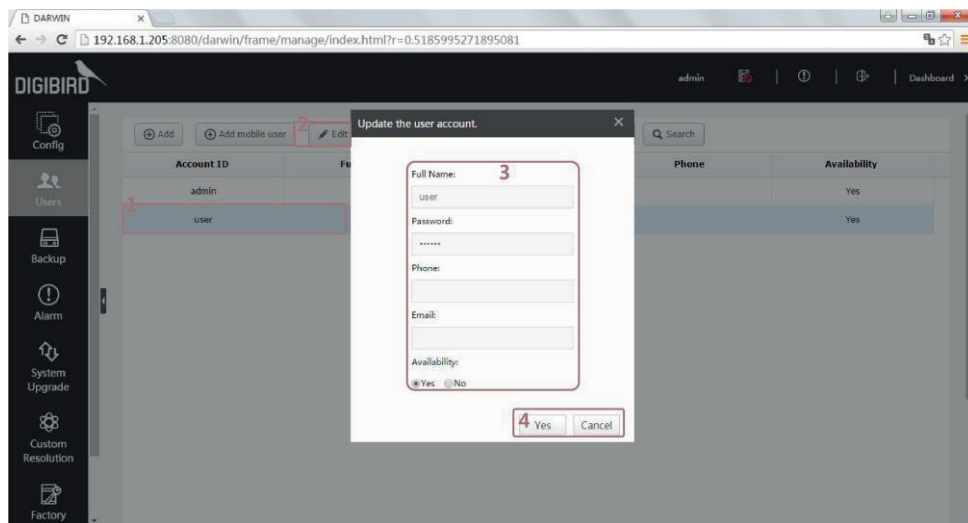 DARWIN
192.168.1.205:8080/darwin/frame/manage/index.html?r=0.5185995271895081
DIGIBIRD
admin
Dashboard
Config
Users
Backup
Alarm
System
Upgrade
Custom
Resolution
Factory
Add
Add mobile user
2
Edit
Search
Account ID
Fu
Phone
Availability
admin
Yes
1
user
Yes
Update the user account.
3
Full Name:
user
Password:
Phone:
Email:
Availability:
Yes No
4
Yes Cancel